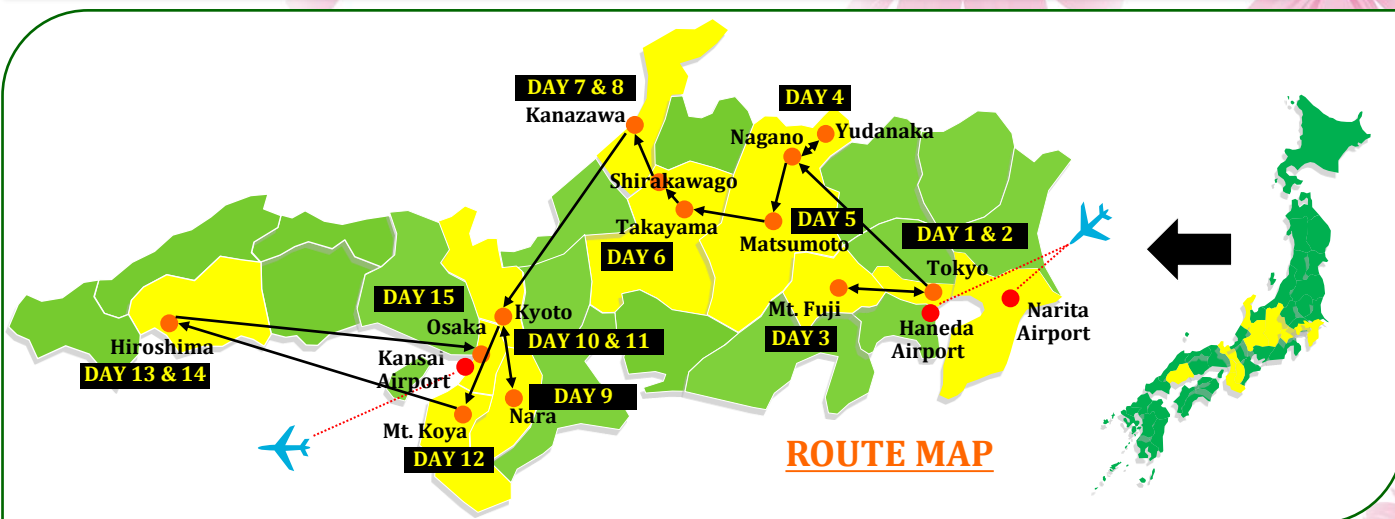 DAY 7 & 8
Kanazawa
DAY 4
Nagano
Yudanaka
Shirakawago
Takayama
DAY 6
DAY 5
Matsumoto
DAY 1 & 2
Tokyo
Mt. Fuji
DAY 3
Haneda
Airport
Narita
Airport
DAY 15
Osaka
Kyoto
DAY 10 & 11
Kansai
Airport
Hiroshima
DAY 13 & 14
DAY 9
Nara
Mt. Koya
DAY 12
ROUTE MAP